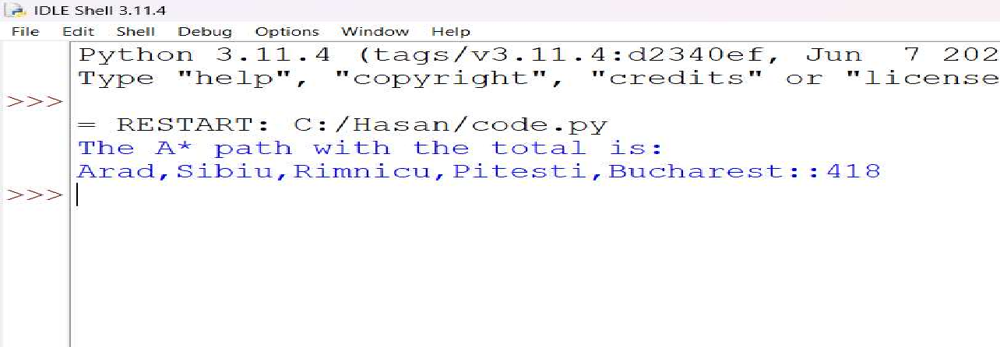 IDLE Shell 3.11.4
File Edit Shell Debug Options Window Help
Python 3.11.4 (tags/v3.11.4:d2340ef, Jun  7 202
Type "help", "copyright", "credits" or "license
>>>
= RESTART: C:/Hasan/code.py
The A* path with the total is:
Arad,Sibiu,Rimnicu,Pitesti,Bucharest::418
>>>